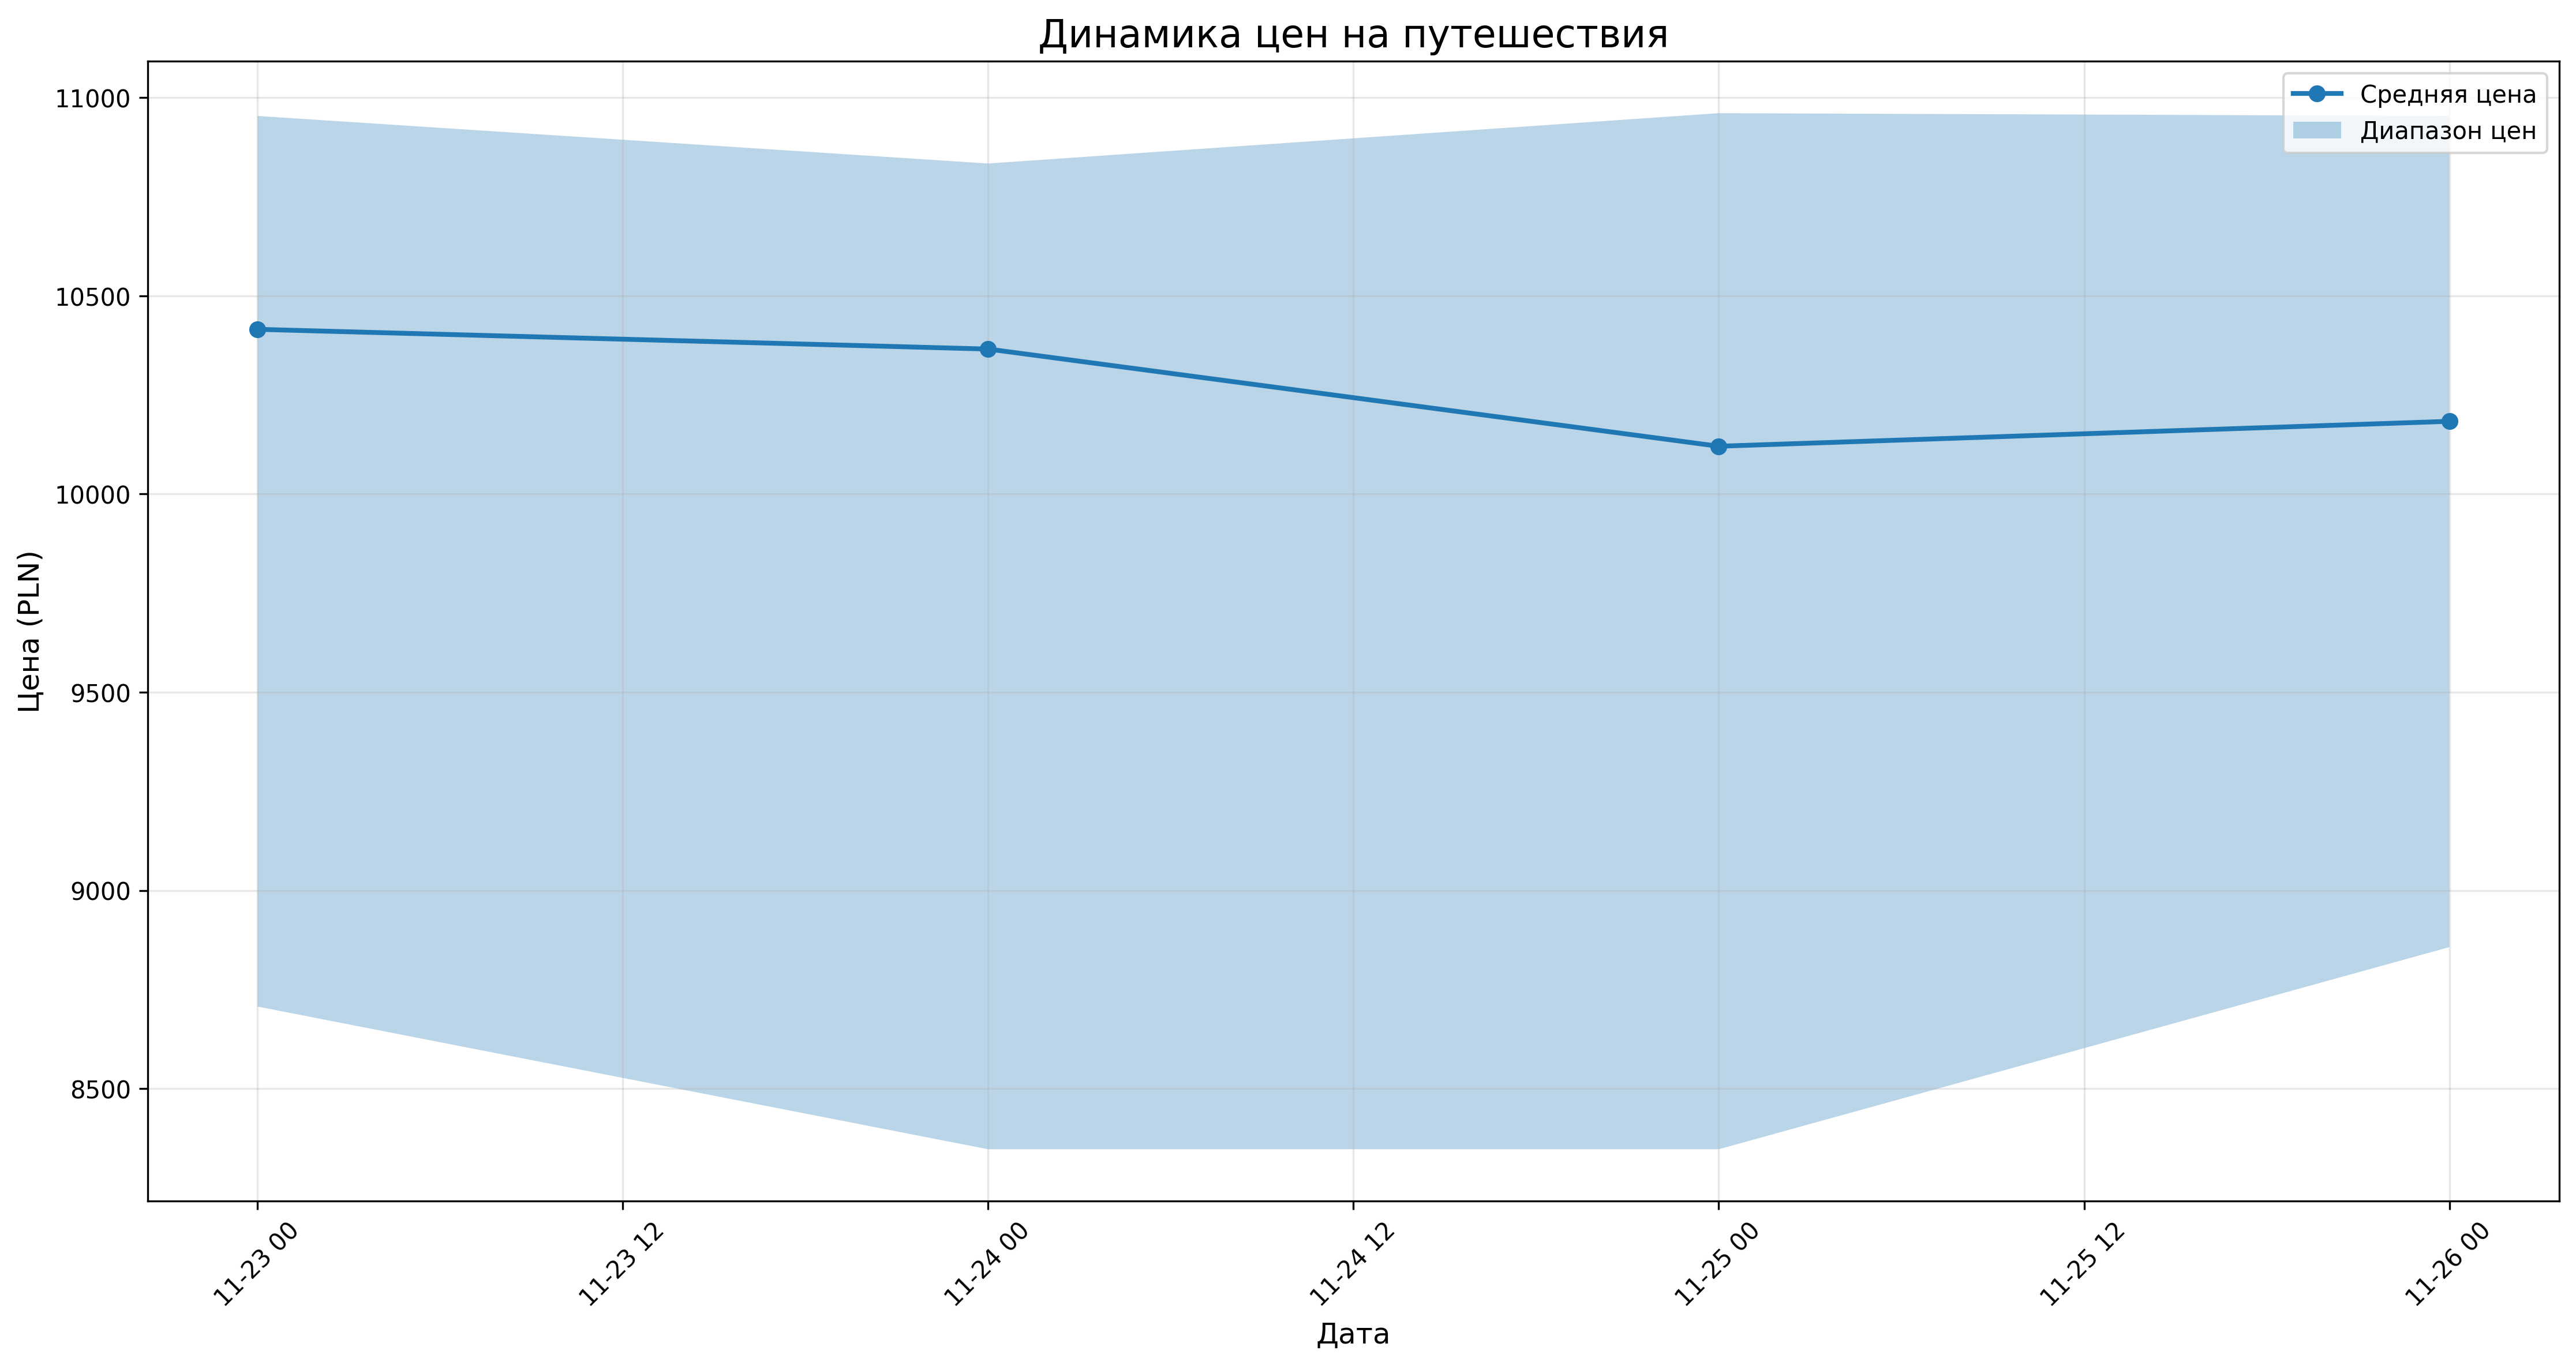 Динамика цен на путешествия
Средняя цена
Диапазон цен
Цена (PLN)
11000
10500
10000
9500
9000
8500
11-23 00
11-23 12
11-24 00
11-24 12
11-25 00
11-25 12
11-26 00
Дата